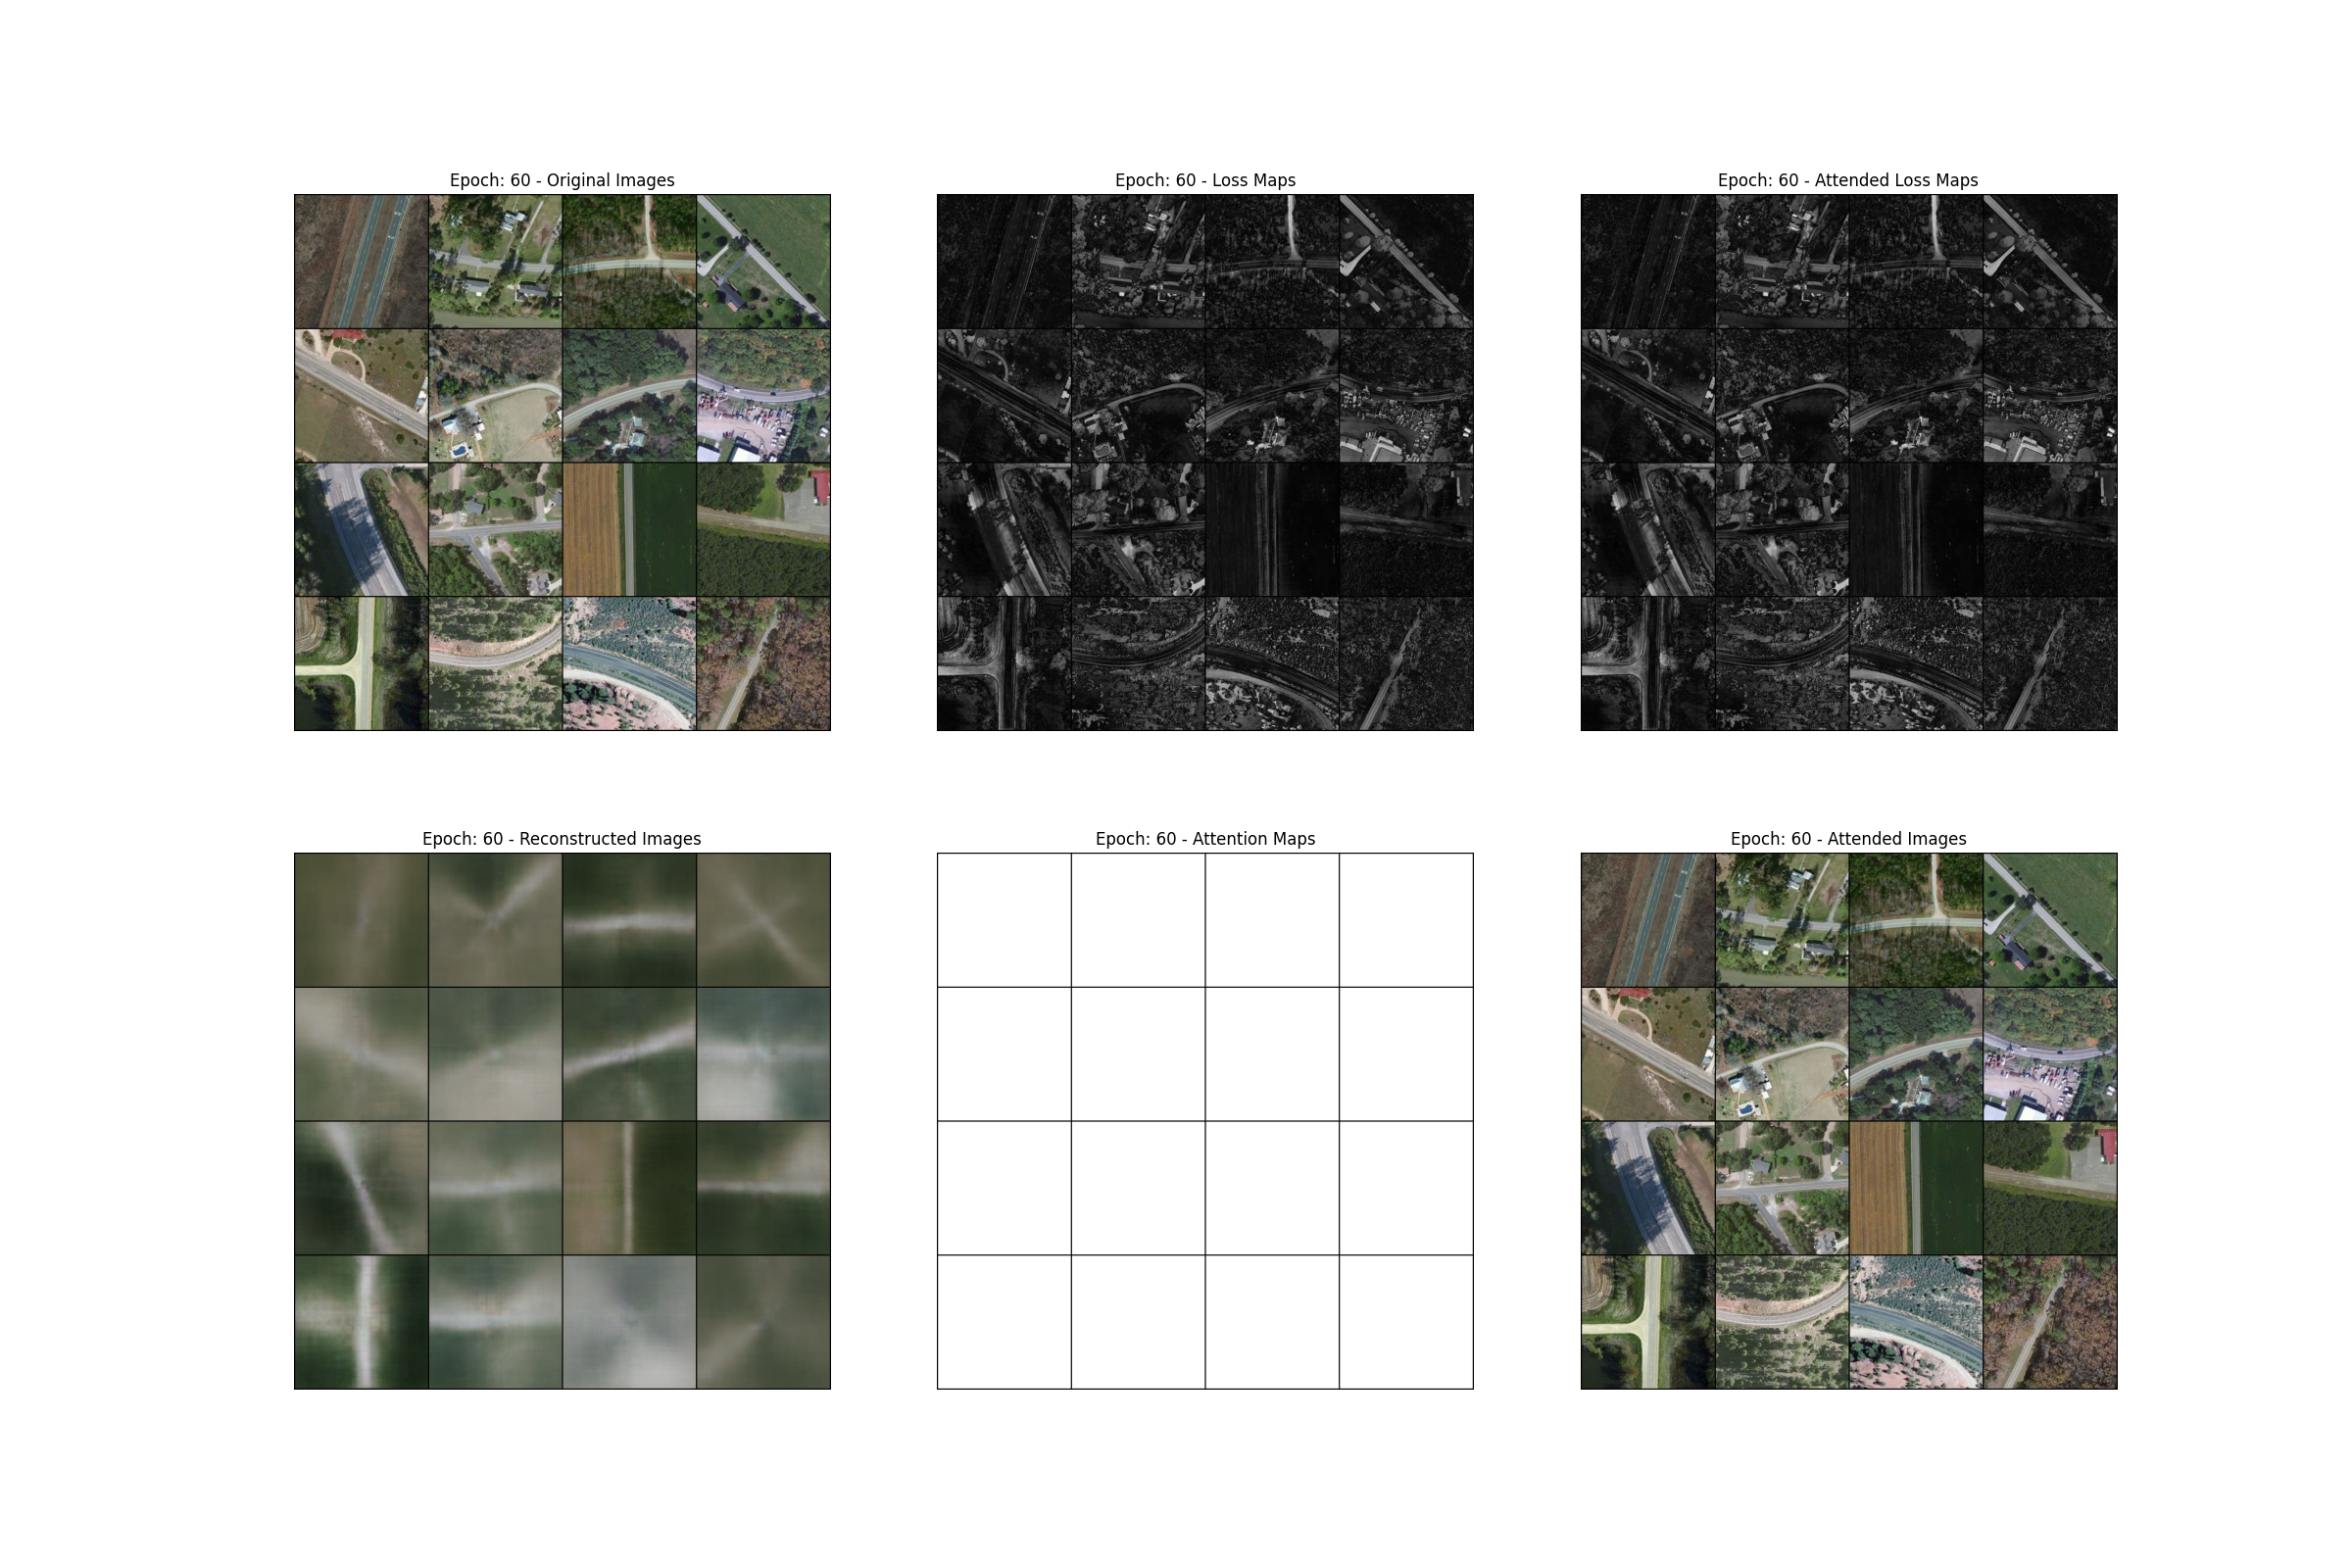 Epoch: 60 - Original Images
Epoch: 60 - Loss Maps
Epoch: 60 - Attended Loss Maps
Epoch: 60 - Reconstructed Images
Epoch: 60 - Attention Maps
Epoch: 60 - Attended Images